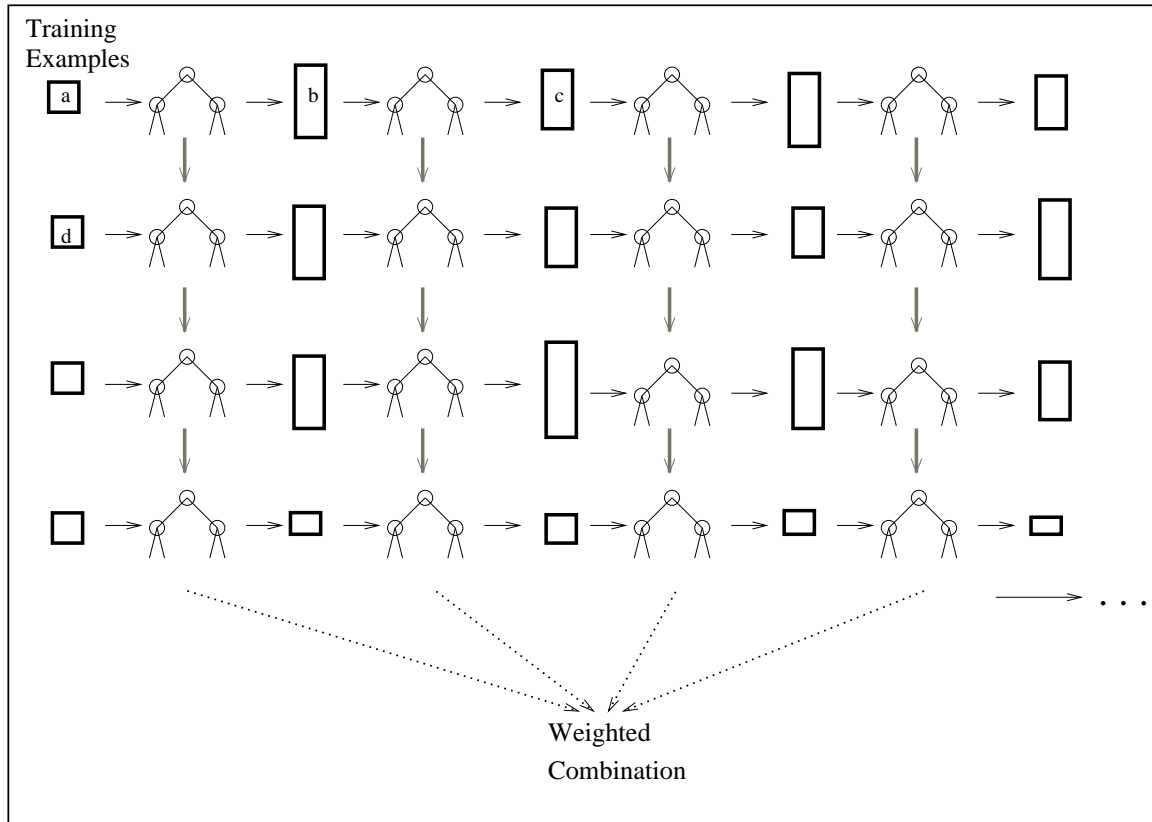 Training
Examples
a
b
c
d
. . .
Weighted
Combination